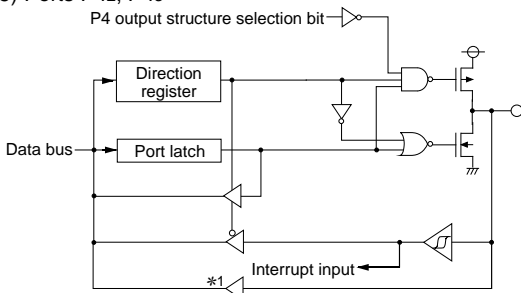 P4 output structure selection bit
Direction
register
Data bus
Port latch
Interrupt input
*1